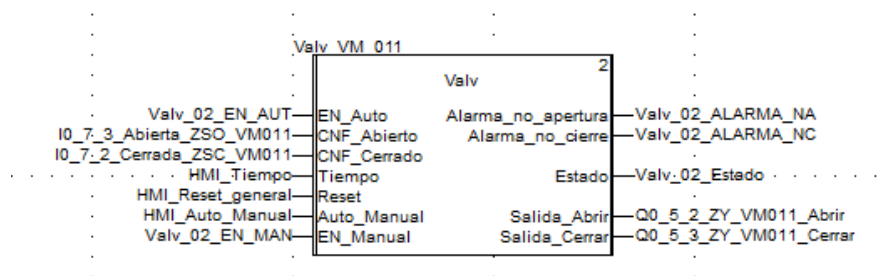 Valv_VM_011
2
Valv
Valv_02_EN_AUT EN_Auto Alarma_no_apertura Valv_02_ALARMA_NA
I0_7_3_Abierta_ZSO_VM011 CNF_Abierto Alarma_no_cierre Valv_02_ALARMA_NC
I0_7_2_Cerrada_ZSC_VM011 CNF_Cerrado
HMI_Tiempo Tiempo Estado Valv_02_Estado
HMI_Reset_general Reset
HMI_Auto_Manual Auto_Manual Salida_Abrir Q0_5_2_ZY_VM011_Abrir
Valv_02_EN_MAN EN_Manual Salida_Cerrar Q0_5_3_ZY_VM011_Cerrar